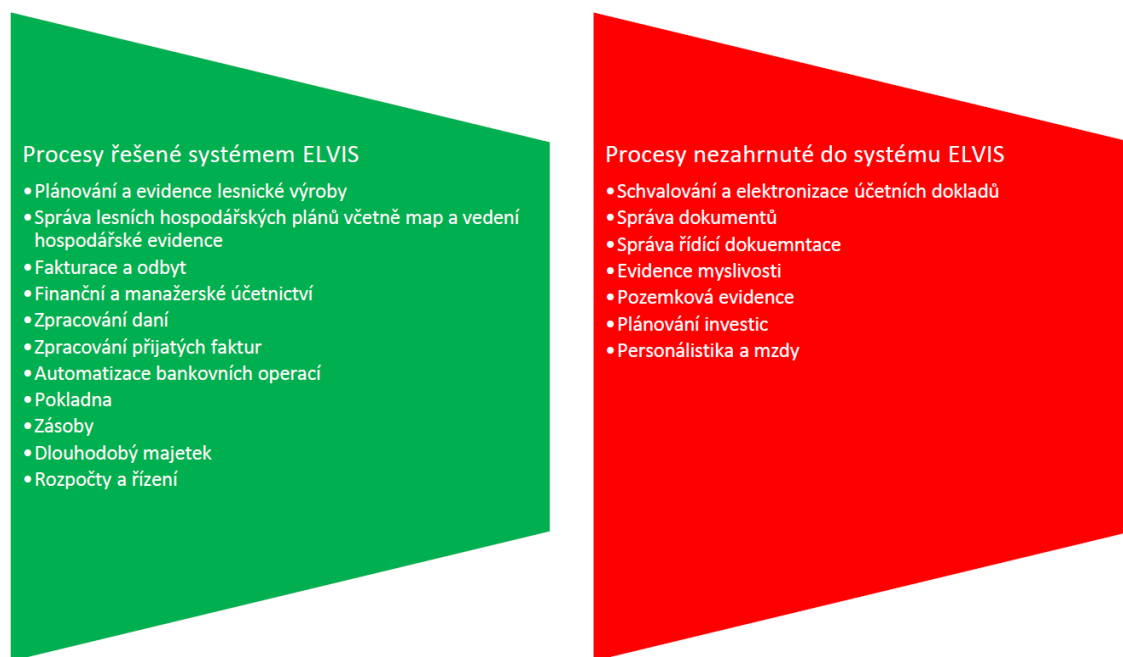 Procesy řešené systémem ELVIS
•Plánování a evidence lesnické výroby
•Správa lesních hospodářských plánů včetně map a vedení
hospodářské evidence
•Fakturace a odbyt
•Finanční a manažerské účetnictví
•Zpracování daní
•Zpracování přijatých faktur
•Automatizace bankovních operací
•Pokladna
•Zásoby
•Dlouhodobý majetek
•Rozpočty a řízení
Procesy nezahrnuté do systému ELVIS
•Schvalování a elektronizace účetních dokladů
•Správa dokumentů
•Správa řídící dokuemntace
•Evidence myslivosti
•Pozemková evidence
•Plánování investic
•Personálistika a mzdy